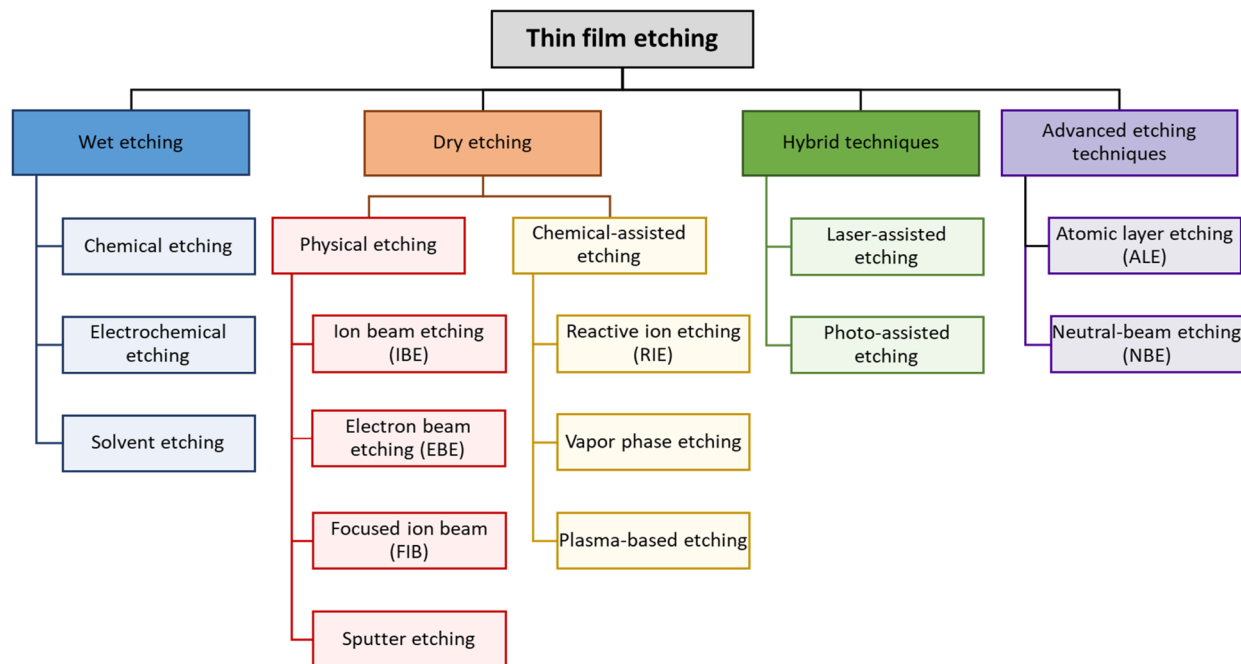 Thin film etching
Wet etching
Dry etching
Hybrid techniques
Advanced etching
techniques
Chemical etching
Electrochemical
etching
Solvent etching
Physical etching
Ion beam etching
(IBE)
Electron beam
etching (EBE)
Focused ion beam
(FIB)
Sputter etching
Chemical-assisted
etching
Reactive ion etching
(RIE)
Vapor phase etching
Plasma-based etching
Laser-assisted
etching
Photo-assisted
etching
Atomic layer etching
(ALE)
Neutral-beam etching
(NBE)